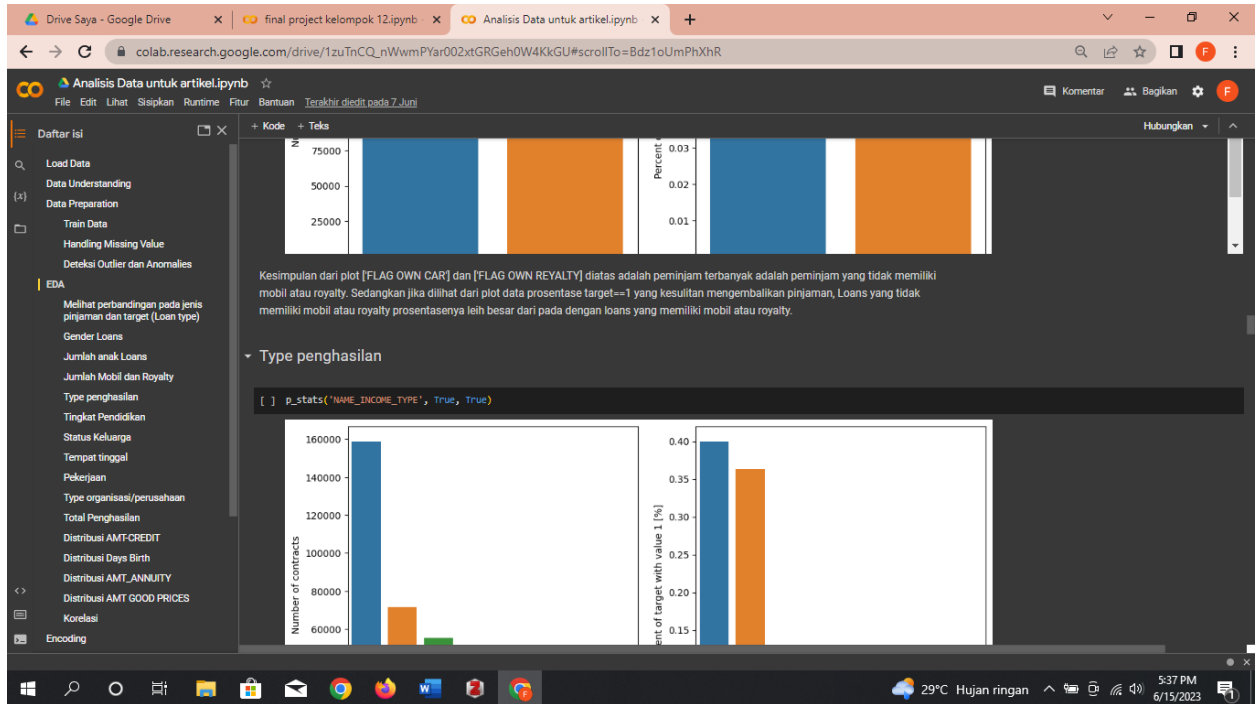 Drive Saya - Google Drive
final project kelompok 12.ipynb -
Analisis Data untuk artikel.ipynb
colab.research.google.com/drive/1zuTnCQ_nWwmPYar002xtGRGeh0W4KkGU#scrollTo=Bdz1oUmPhXhR
F
CO
Analisis Data untuk artikel.ipynb
File Edit Lihat Sisipkan Runtime Fitur Bantuan Terakhir diedit pada 7 Juni
Komentar
Bagikan
F
Daftar isi
+ Kode + Teks
Hubungkan
Load Data
Data Understanding
Data Preparation
Train Data
Handling Missing Value
Deteksi Outlier dan Anomalies
EDA
Melihat perbandingan pada jenis
pinjaman dan target (Loan type)
Gender Loans
Jumlah anak Loans
Jumlah Mobil dan Royalty
Type penghasilan
Tingkat Pendidikan
Status Keluarga
Tempat tinggal
Pekerjaan
Type organisasi/perusahaan
Total Penghasilan
Distribusi AMT-CREDIT
Distribusi Days Birth
Distribusi AMT_ANNUITY
Distribusi AMT GOOD PRICES
Korelasi
Encoding
{x}
<>
75000
50000
25000
Percent
0.03
0.02
0.01
Kesimpulan dari plot ['FLAG OWN CAR'] dan ['FLAG OWN REYALTY] diatas adalah peminjam terbanyak adalah peminjam yang tidak memiliki
mobil atau royalty. Sedangkan jika dilihat dari plot data prosentase target==1 yang kesulitan mengembalikan pinjaman, Loans yang tidak
memiliki mobil atau royalty prosentasenya leih besar dari pada dengan loans yang memiliki mobil atau royalty.
Type penghasilan
[ ] p_stats('NAME_INCOME_TYPE', True, True)
160000
140000
120000
100000
80000
60000
Number of contracts
0.40
0.35
0.30
0.25
0.20
0.15
ent of target with value 1 [%]
29°C Hujan ringan
5:37 PM
6/15/2023
1